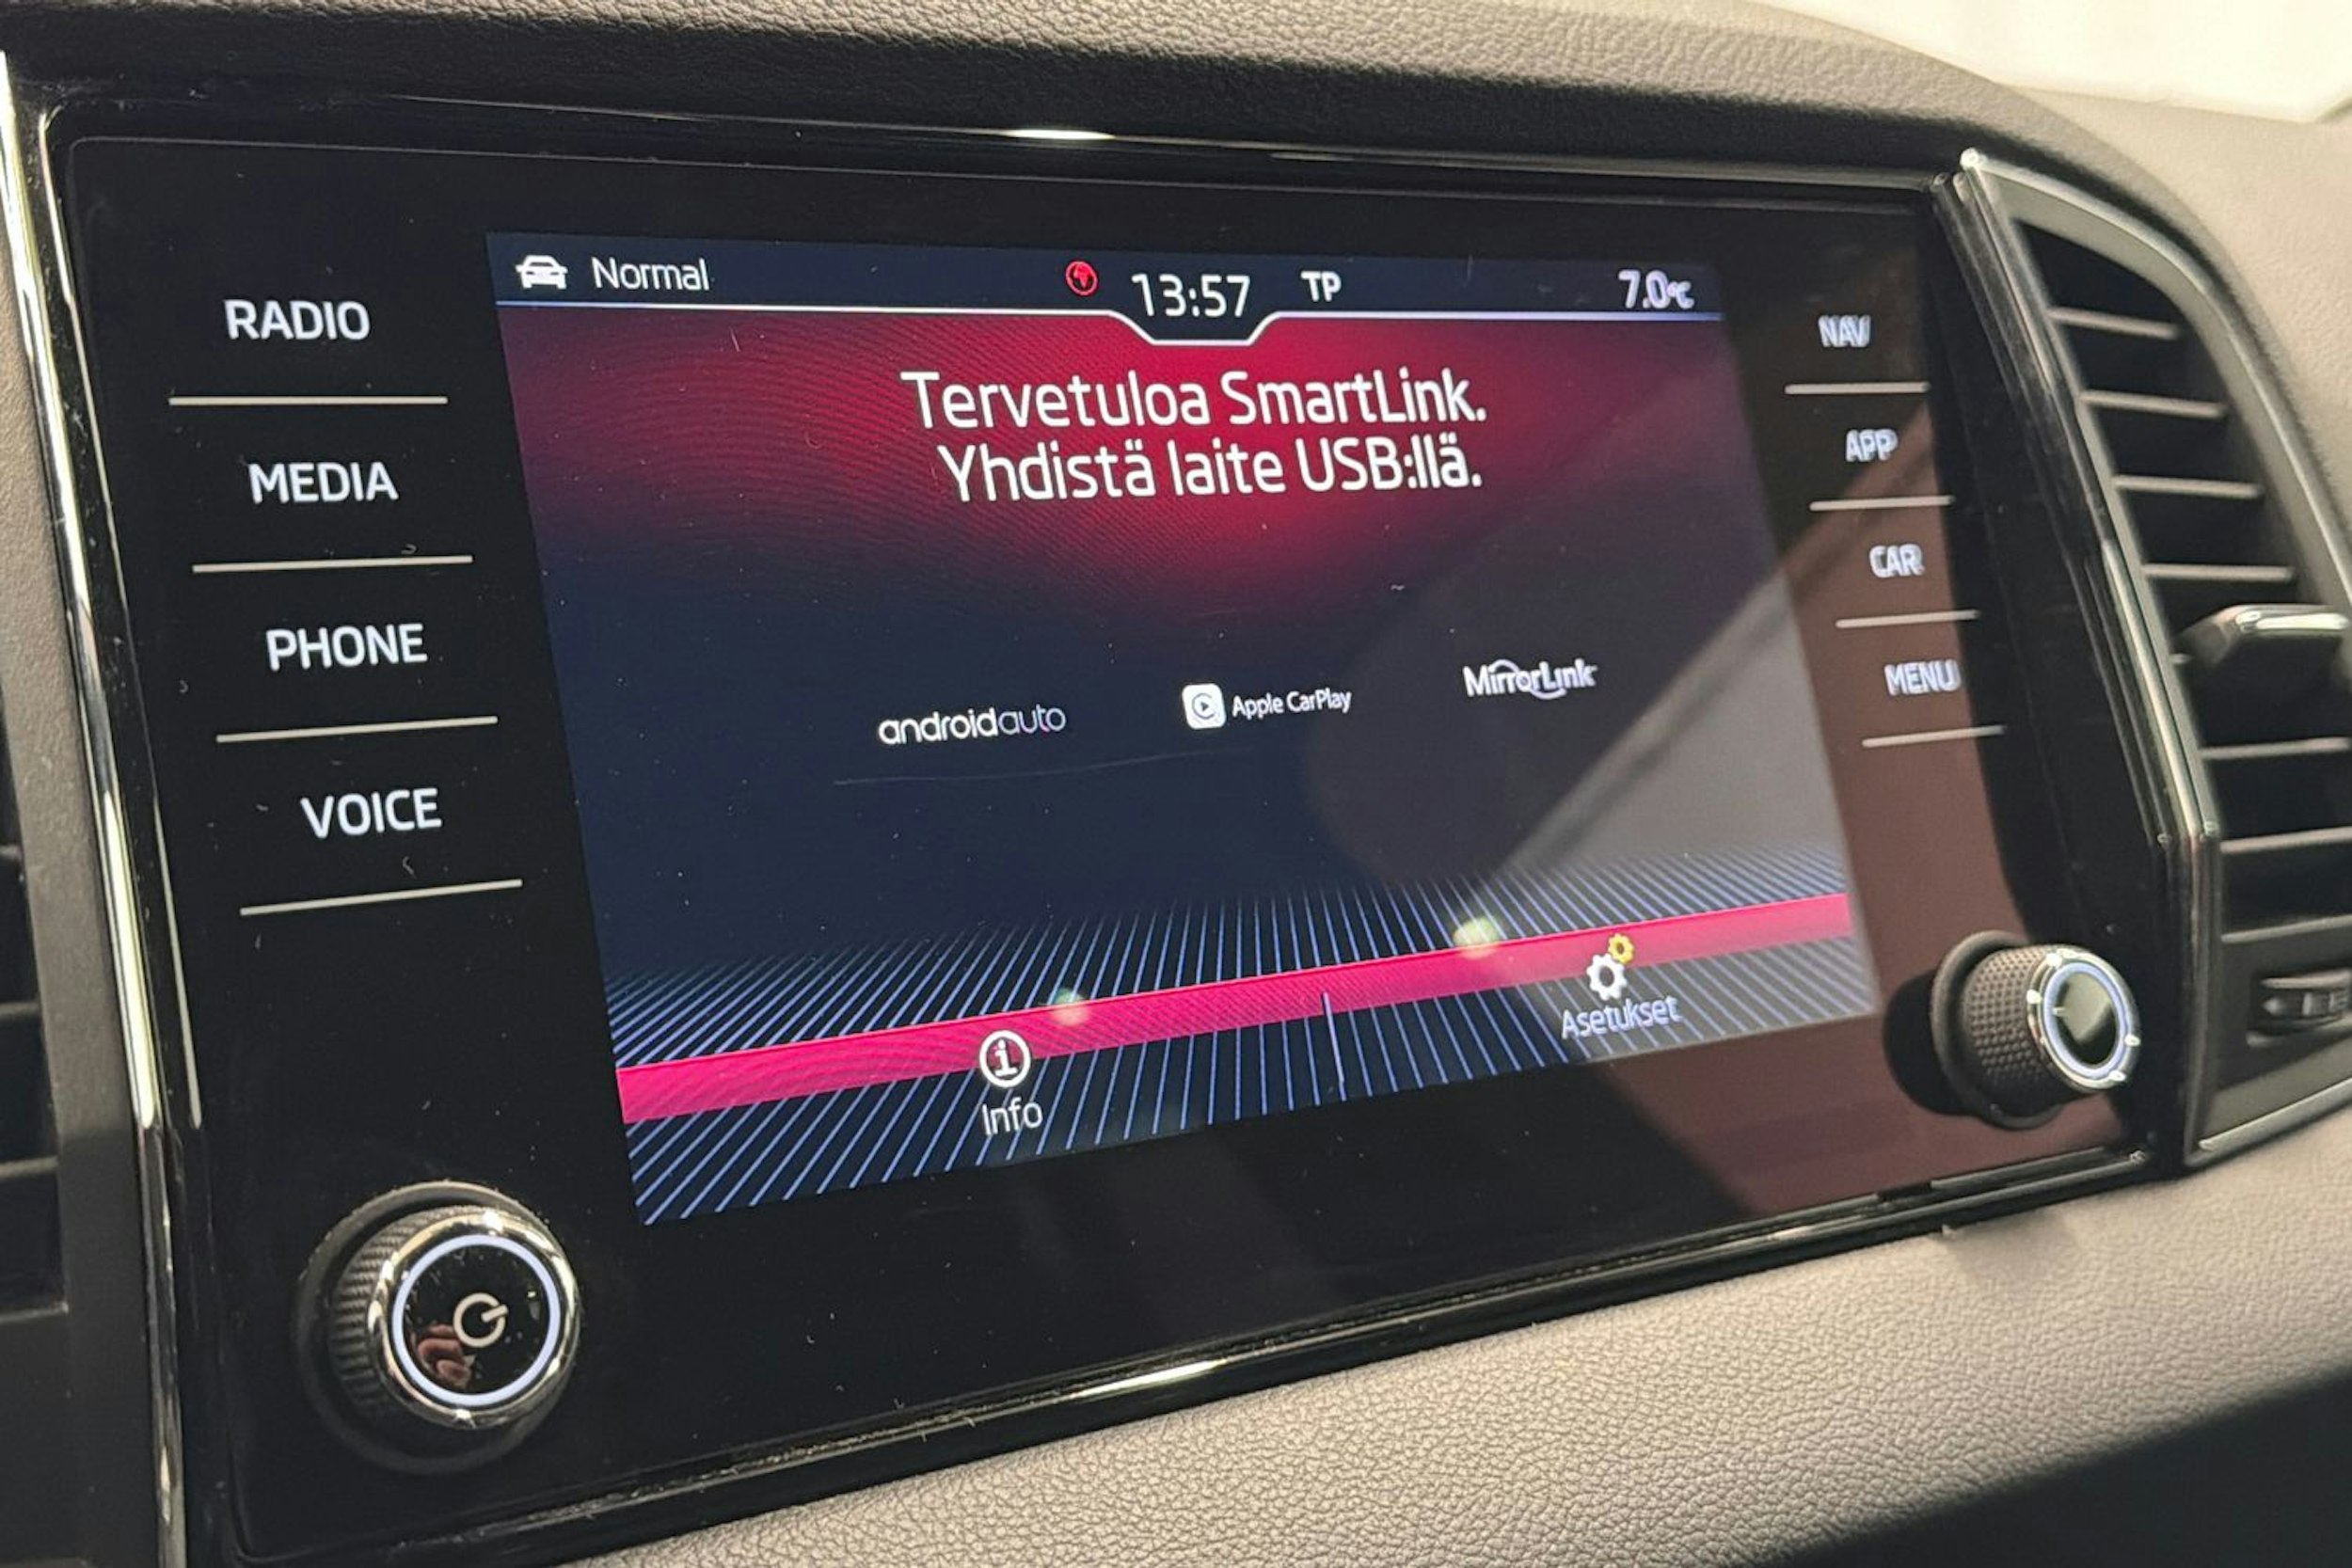 RADIO
MEDIA
PHONE
VOICE
Normal
13:57
TP
7.0°C
Tervetuloa SmartLink.
Yhdistä laite USB:llä.
androidauto
Apple CarPlay
MirrorLink
Info
Asetukset
NAV
APP
CAR
MENU